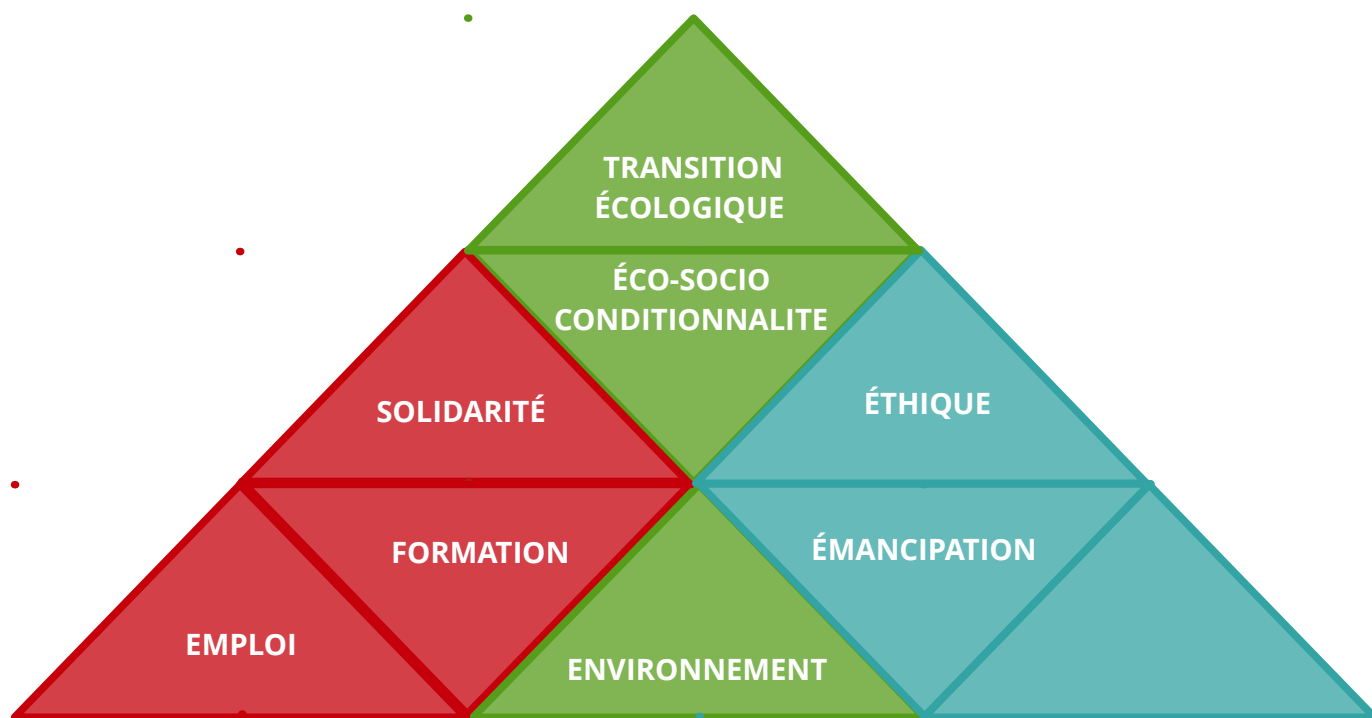 TRANSITION
ÉCOLOGIQUE
ÉCO-SOCIO
CONDITIONNALITE
SOLIDARITÉ
ÉTHIQUE
FORMATION
ÉMANCIPATION
EMPLOI
ENVIRONNEMENT